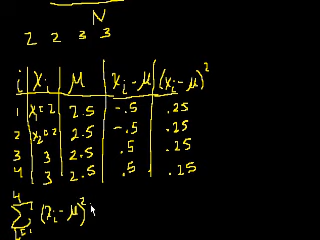 N
2 2 3 3
i xᵢ μ xᵢ-μ (xᵢ-μ)²
1 x₁=2 2.5 -.5 .25
2 x₂=2 2.5 -.5 .25
3 3 2.5 .5 .25
4 3 2.5 .5 .25
4
∑ (xᵢ-μ)²
i=1